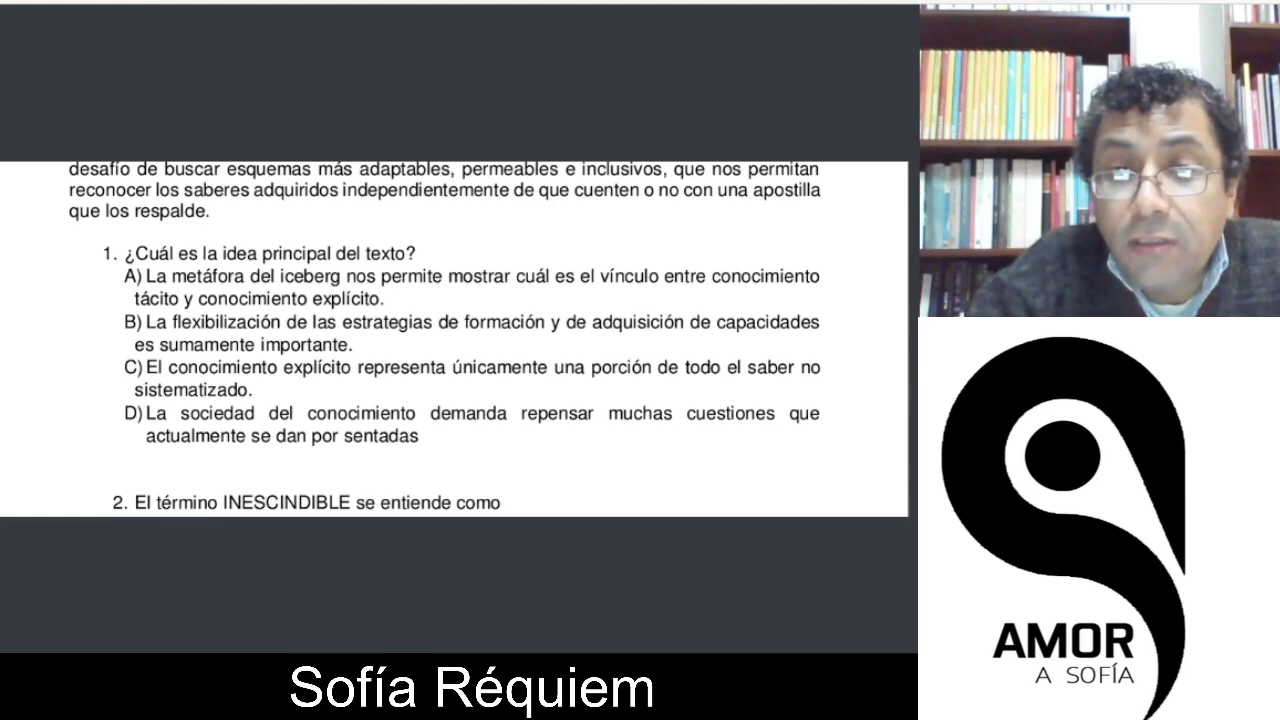 desafío de buscar esquemas más adaptables, permeables e inclusivos, que nos permitan
reconocer los saberes adquiridos independientemente de que cuenten o no con una apostilla
que los respalde.
1. ¿Cuál es la idea principal del texto?
A) La metáfora del iceberg nos permite mostrar cuál es el vínculo entre conocimiento
tácito y conocimiento explícito.
B) La flexibilización de las estrategias de formación y de adquisición de capacidades
es sumamente importante.
C) El conocimiento explícito representa únicamente una porción de todo el saber no
sistematizado.
D) La sociedad del conocimiento demanda repensar muchas cuestiones que
actualmente se dan por sentadas
2. El término INESCINDIBLE se entiende como
AMOR
A SOFÍA
Sofía Réquiem